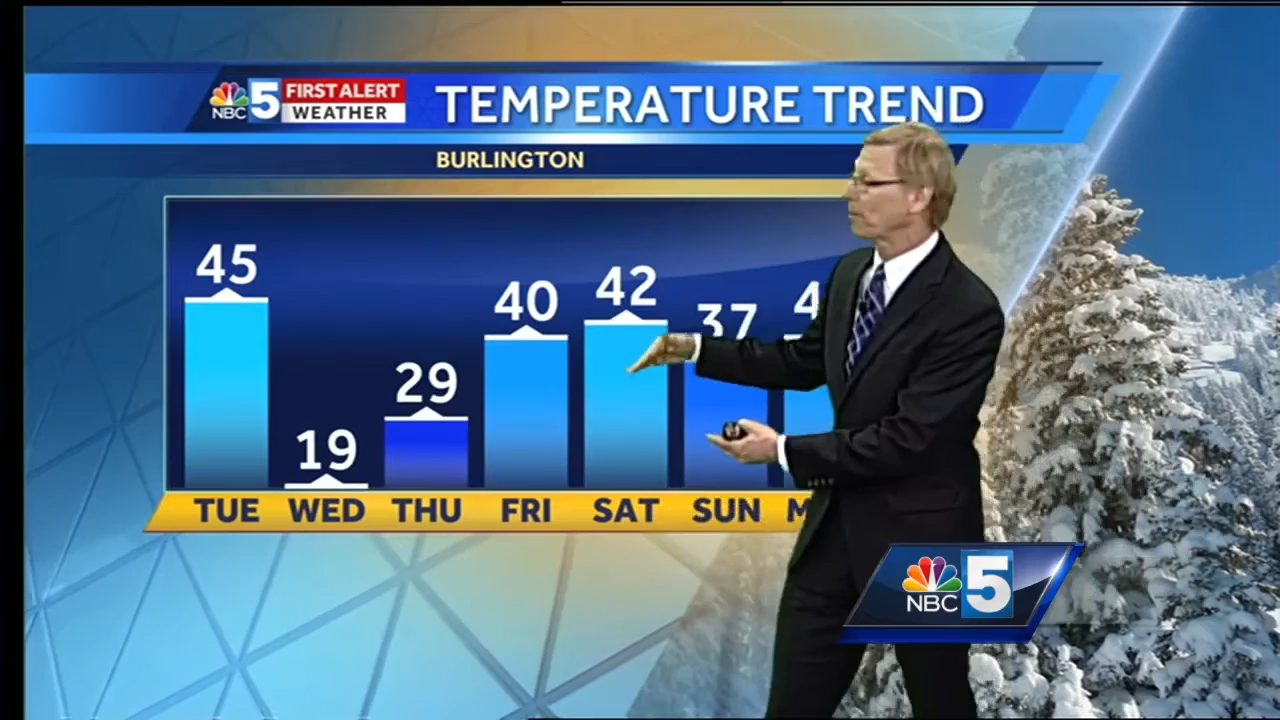 NBC 5 FIRST ALERT WEATHER
TEMPERATURE TREND
BURLINGTON
45 19 29 40 42 37 4
TUE WED THU FRI SAT SUN M
NBC 5